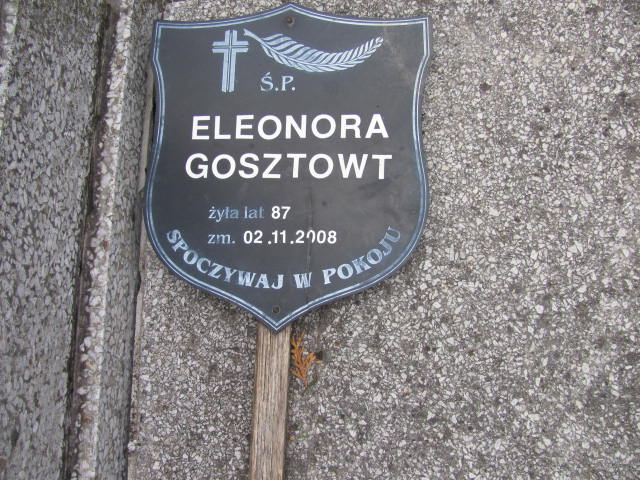 Ś.P.
ELEONORA
GOSZTOWT
żyła lat 87
zm. 02.11.2008
SPOCZYWAJ W POKOJU